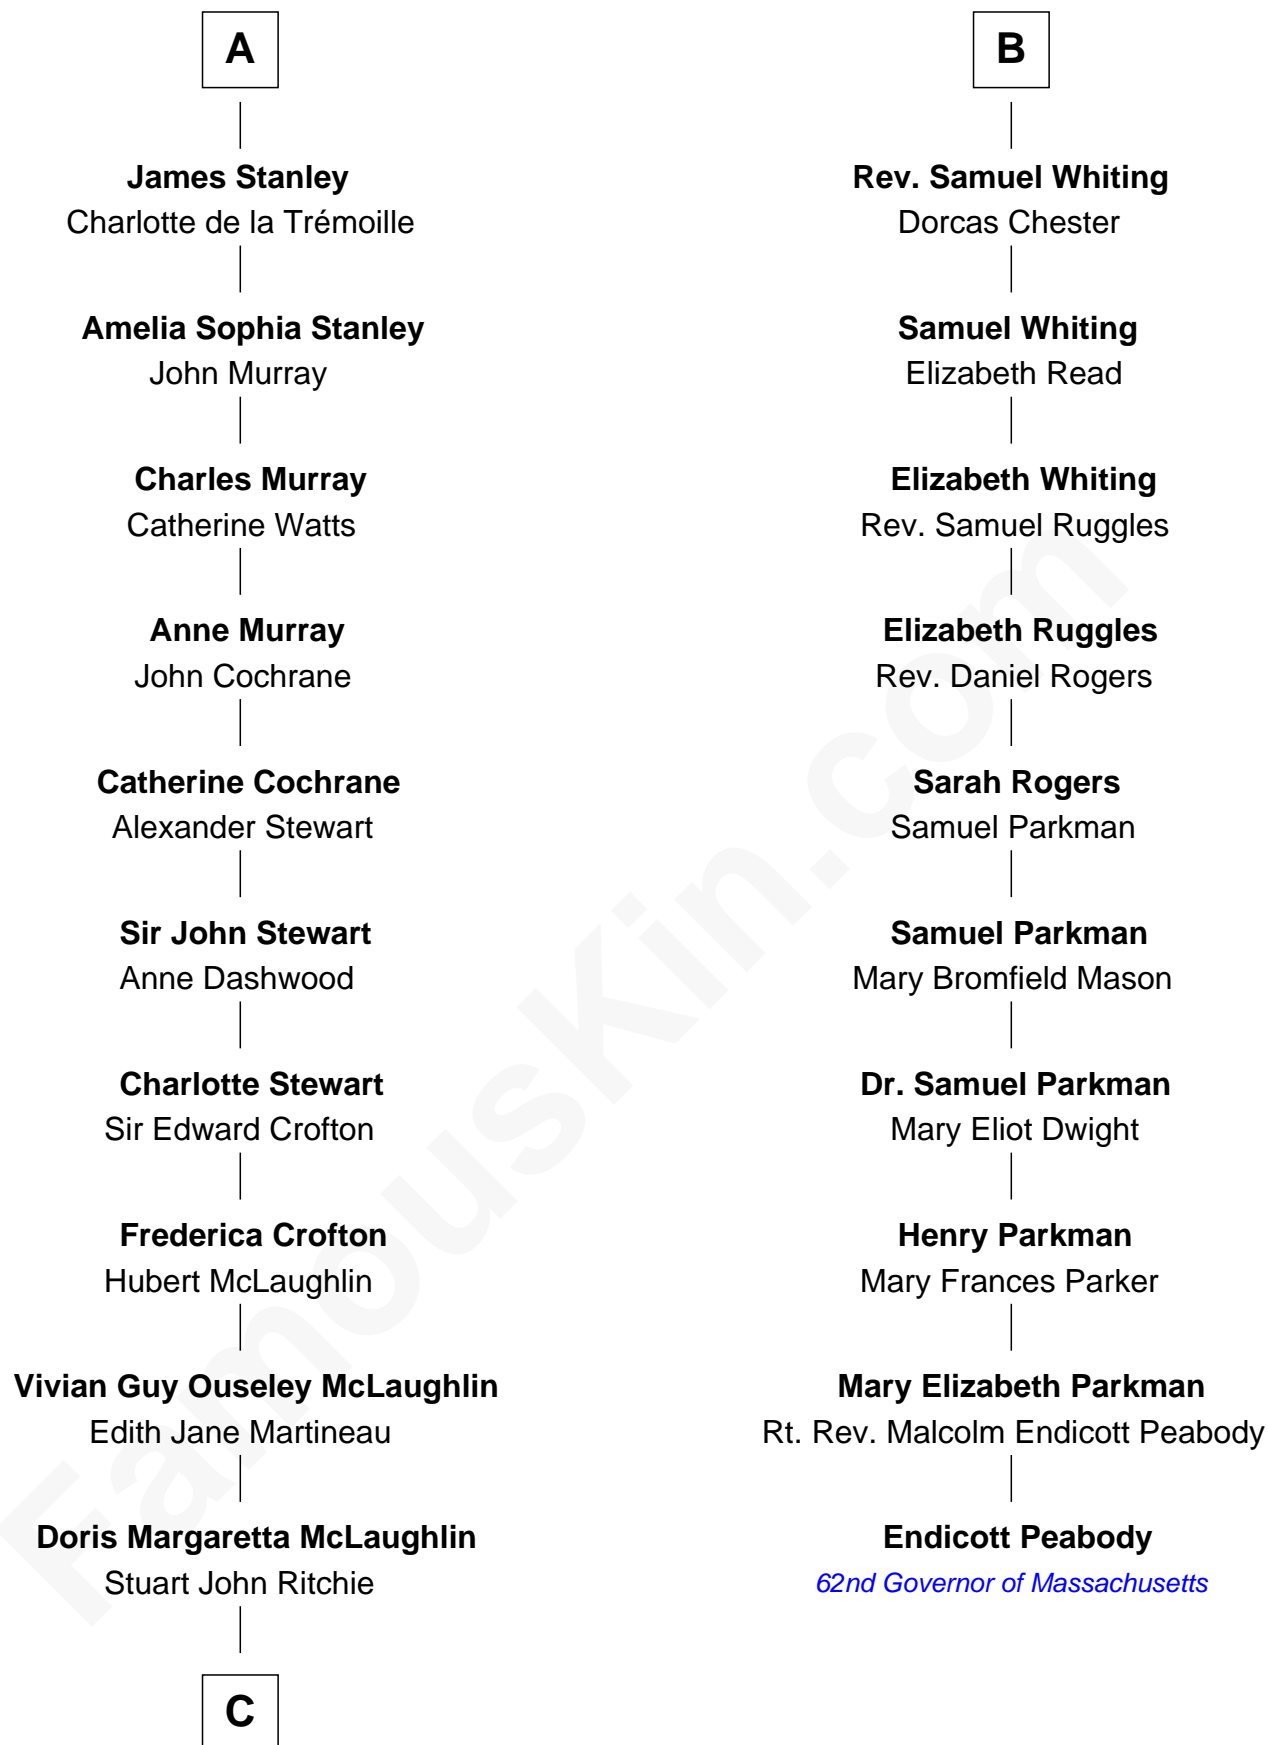 A
James Stanley
Charlotte de la Trémoille
Amelia Sophia Stanley
John Murray
Charles Murray
Catherine Watts
Anne Murray
John Cochrane
Catherine Cochrane
Alexander Stewart
Sir John Stewart
Anne Dashwood
Charlotte Stewart
Sir Edward Crofton
Frederica Crofton
Hubert McLaughlin
Vivian Guy Ouseley McLaughlin
Edith Jane Martineau
Doris Margaretta McLaughlin
Stuart John Ritchie
C
B
Rev. Samuel Whiting
Dorcas Chester
Samuel Whiting
Elizabeth Read
Elizabeth Whiting
Rev. Samuel Ruggles
Elizabeth Ruggles
Rev. Daniel Rogers
Sarah Rogers
Samuel Parkman
Samuel Parkman
Mary Bromfield Mason
Dr. Samuel Parkman
Mary Eliot Dwight
Henry Parkman
Mary Frances Parker
Mary Elizabeth Parkman
Rt. Rev. Malcolm Endicott Peabody
Endicott Peabody
62nd Governor of Massachusetts
FamousKin.com